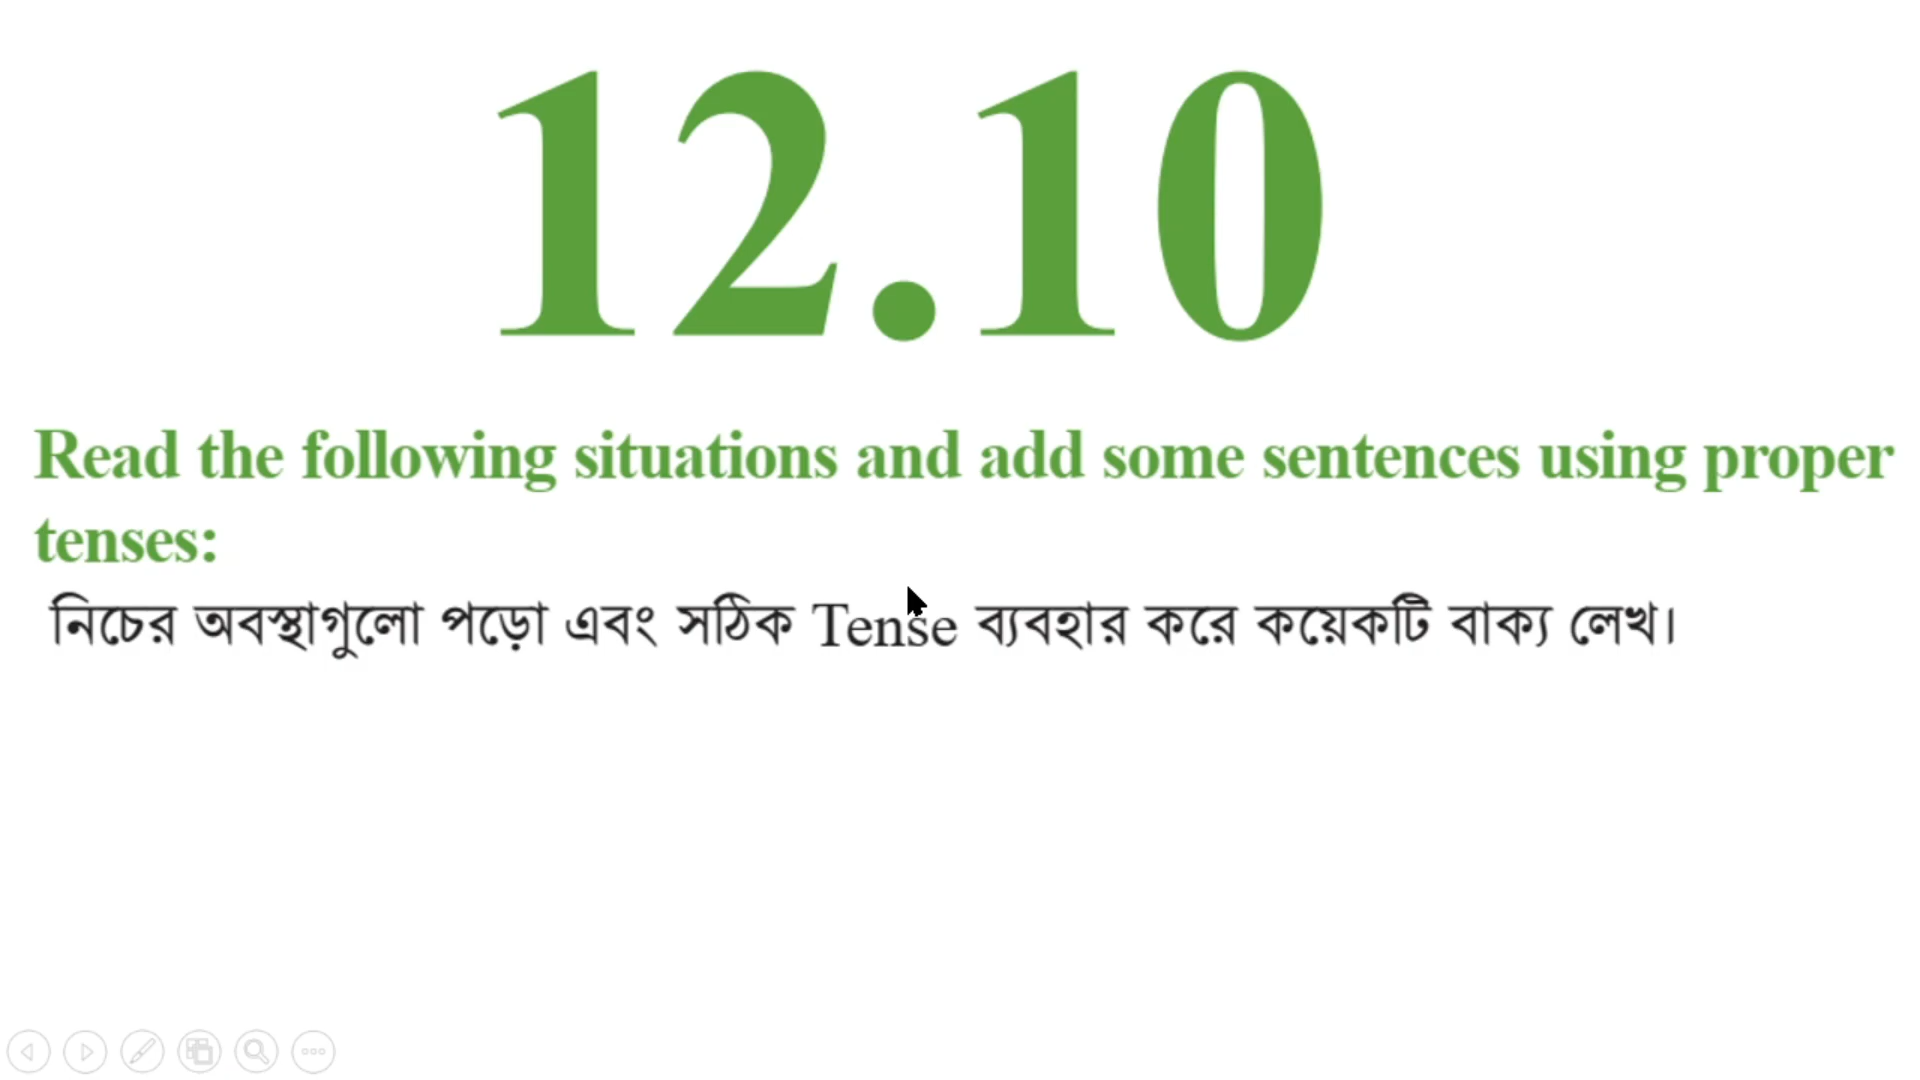 12.10
Read the following situations and add some sentences using proper
tenses:
নিচের অবস্থাগুলো পড়ো এবং সঠিক Tense ব্যবহার করে কয়েকটি বাক্য লেখ।